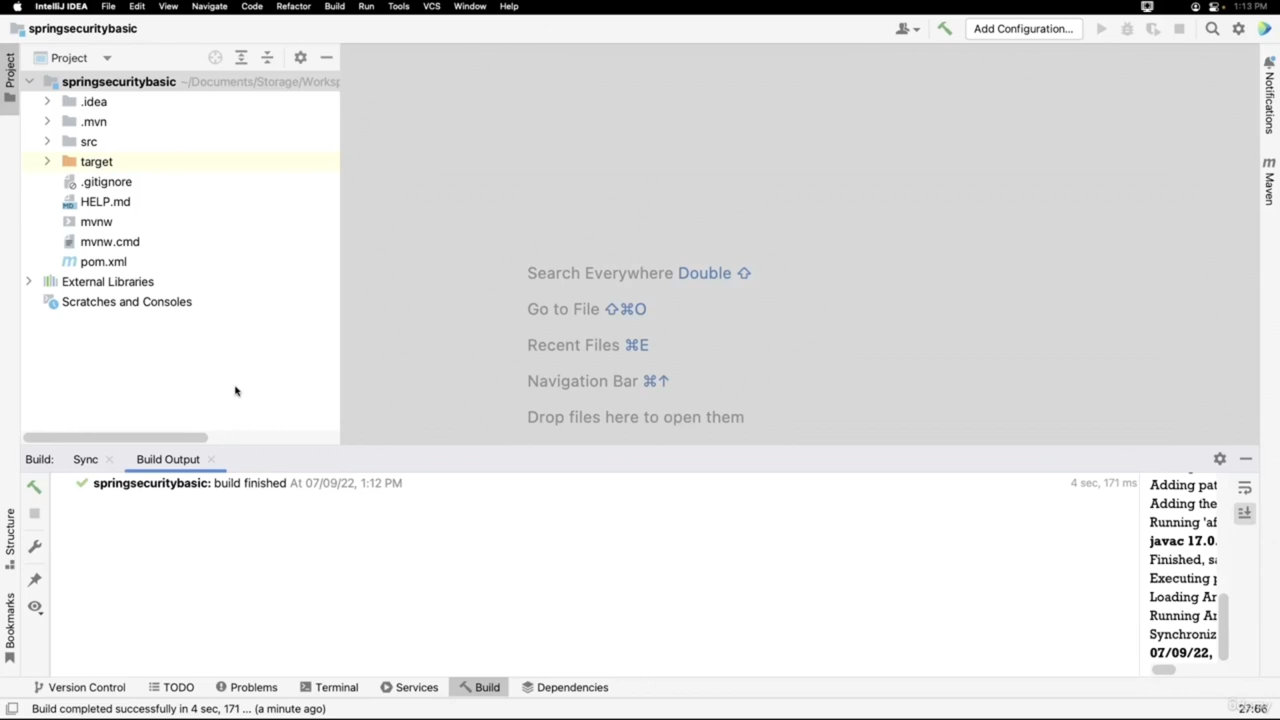 IntelliJ IDEA File Edit View Navigate Code Refactor Build Run Tools VCS Window Help 1:13 PM
springsecuritybasic Add Configuration...
Project
Project
springsecuritybasic ~/Documents/Storage/Worksp
.idea
.mvn
src
target
.gitignore
HELP.md
mvnw
mvnw.cmd
pom.xml
External Libraries
Scratches and Consoles
Search Everywhere Double ⇧
Go to File ⇧⌘O
Recent Files ⌘E
Navigation Bar ⌘↑
Drop files here to open them
Notifications
Maven
Build: Sync Build Output
springsecuritybasic: build finished At 07/09/22, 1:12 PM 4 sec, 171 ms
Adding pat
Adding the
Running 'af
javac 17.0.
Finished, sa
Executing p
Loading An
Running An
Synchroniz
07/09/22,
Structure
Bookmarks
Version Control TODO Problems Terminal Services Build Dependencies
Build completed successfully in 4 sec, 171 ... (a minute ago) 27:66